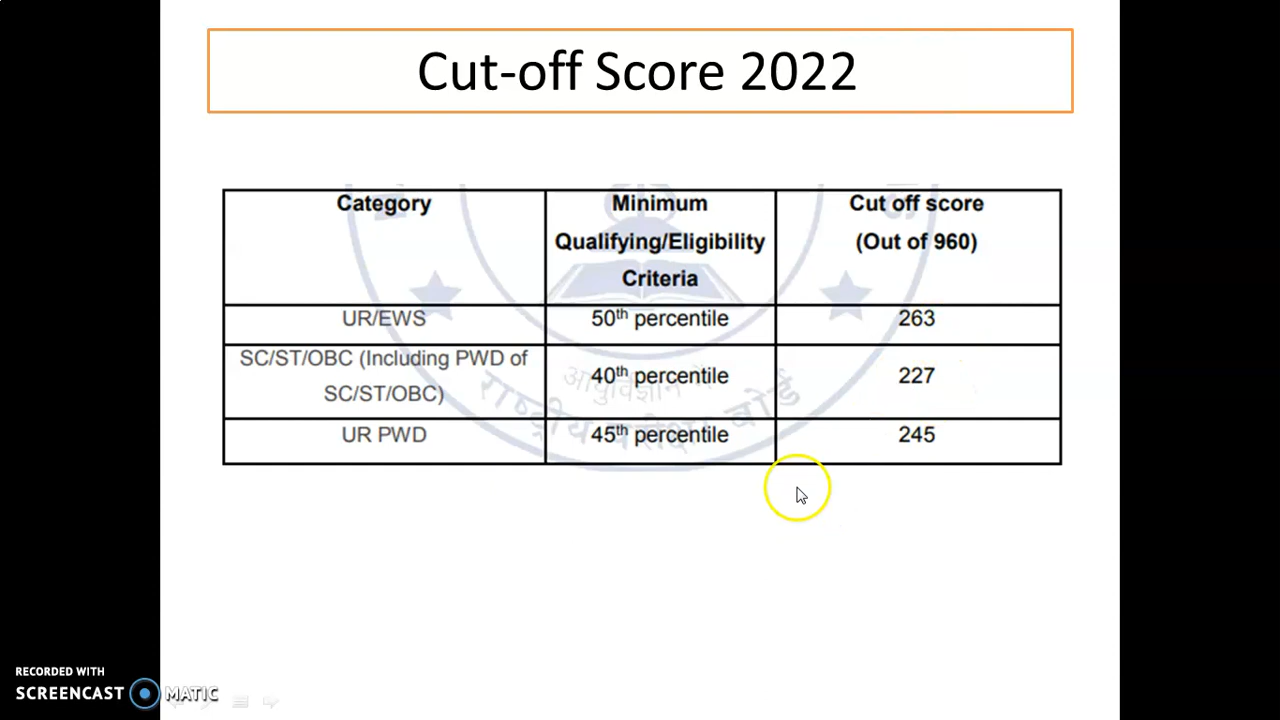 Cut-off Score 2022
Category
Minimum
Qualifying/Eligibility
Criteria
Cut off score
(Out of 960)
UR/EWS
50th percentile
263
SC/ST/OBC (Including PWD of
SC/ST/OBC)
40th percentile
227
UR PWD
45th percentile
245
आयुर्विज्ञान में
राष्ट्रीय परीक्षा बोर्ड
RECORDED WITH
SCREENCAST MATIC